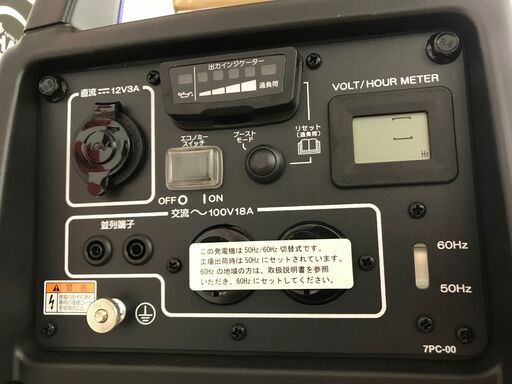 出力インジケーター
過負荷
直流 ⎓ 12V3A
VOLT/HOUR METER
エコノミー
スイッチ
ブースト
モード
リセット
(過負荷)
Hr
OFF ○ | ON
交流 〜 100V18A
並列端子
この発電機は50Hz/60Hz 切替式です。
工場出荷時は50Hzにセットされています。
60Hzの地域の方は、取扱説明書を参照
いただき、60Hzにセットしてください。
60Hz
50Hz
警告
7PC-00